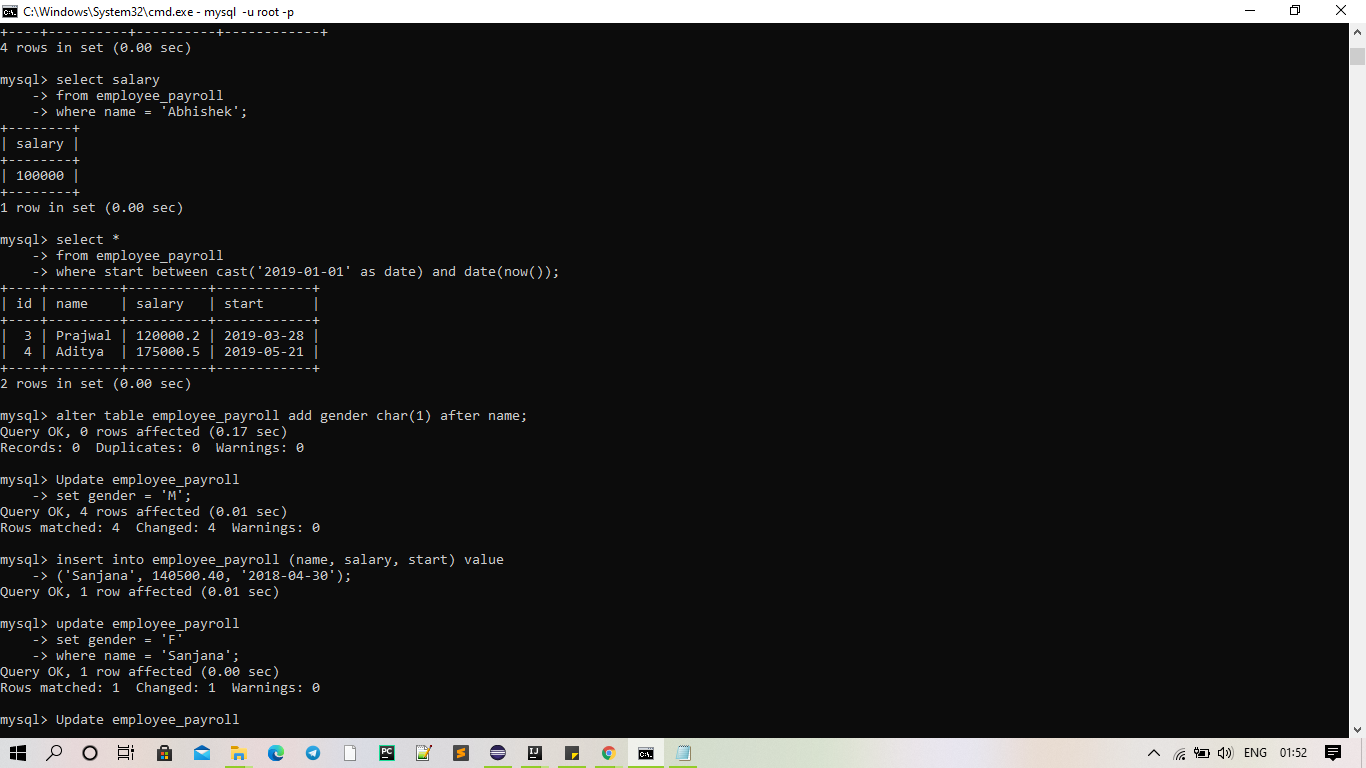 C:\Windows\System32\cmd.exe - mysql  -u root -p
+----+----------+----------+------------+
4 rows in set (0.00 sec)

mysql> select salary
    -> from employee_payroll
    -> where name = 'Abhishek';
+--------+
| salary |
+--------+
| 100000 |
+--------+
1 row in set (0.00 sec)

mysql> select *
    -> from employee_payroll
    -> where start between cast('2019-01-01' as date) and date(now());
+----+---------+----------+------------+
| id | name    | salary   | start      |
+----+---------+----------+------------+
|  3 | Prajwal | 120000.2 | 2019-03-28 |
|  4 | Aditya  | 175000.5 | 2019-05-21 |
+----+---------+----------+------------+
2 rows in set (0.00 sec)

mysql> alter table employee_payroll add gender char(1) after name;
Query OK, 0 rows affected (0.17 sec)
Records: 0  Duplicates: 0  Warnings: 0

mysql> Update employee_payroll
    -> set gender = 'M';
Query OK, 4 rows affected (0.01 sec)
Rows matched: 4  Changed: 4  Warnings: 0

mysql> insert into employee_payroll (name, salary, start) value
    -> ('Sanjana', 140500.40, '2018-04-30');
Query OK, 1 row affected (0.01 sec)

mysql> update employee_payroll
    -> set gender = 'F'
    -> where name = 'Sanjana';
Query OK, 1 row affected (0.00 sec)
Rows matched: 1  Changed: 1  Warnings: 0

mysql> Update employee_payroll
PC IJ C:\. ENG 01:52